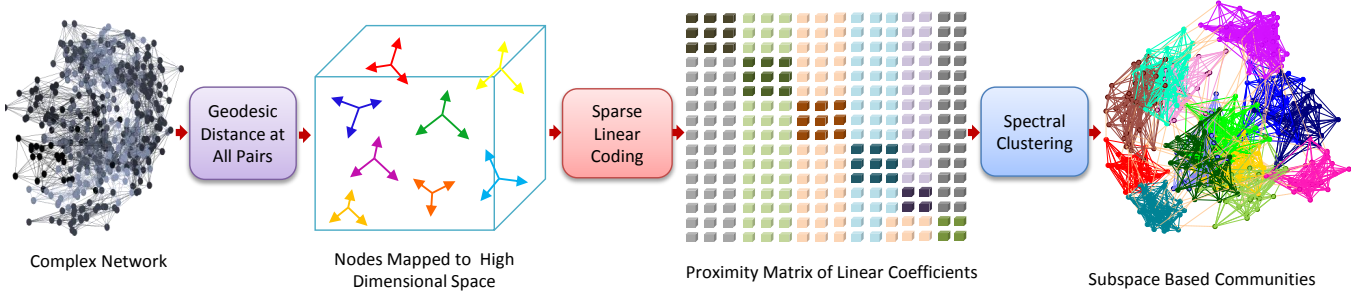 Geodesic
Distance at
All Pairs
Sparse
Linear
Coding
Spectral
Clustering
Complex Network
Nodes Mapped to High
Dimensional Space
Proximity Matrix of Linear Coefficients
Subspace Based Communities